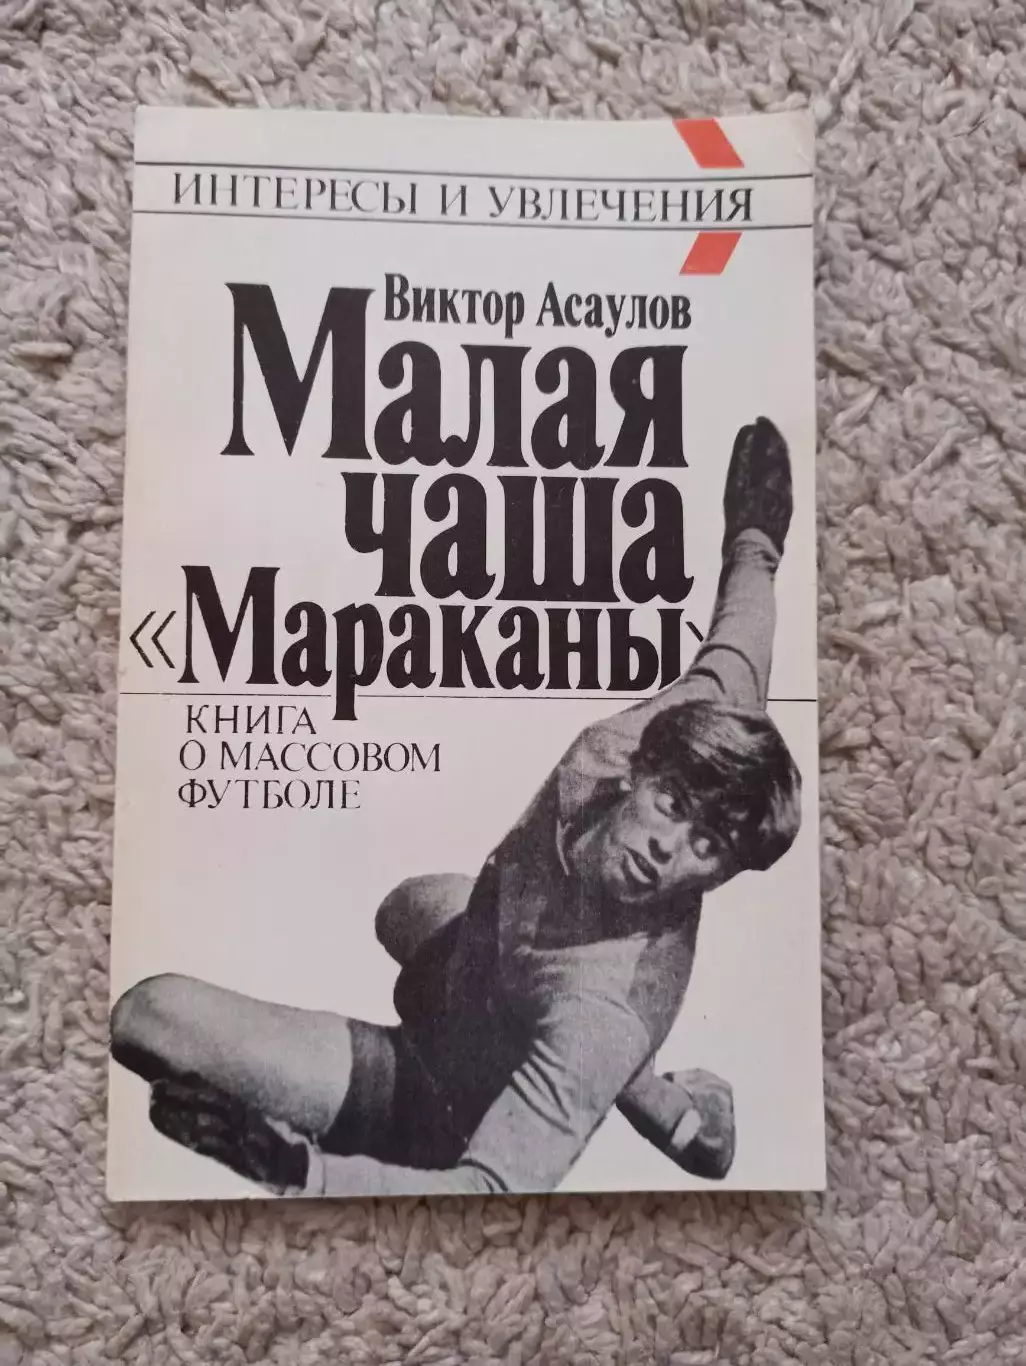 ИНТЕРЕСЫ И УВЛЕЧЕНИЯ
Виктор Асаулов
Малая
чаша
«Мараканы»
КНИГА
О МАССОВОМ
ФУТБОЛЕ